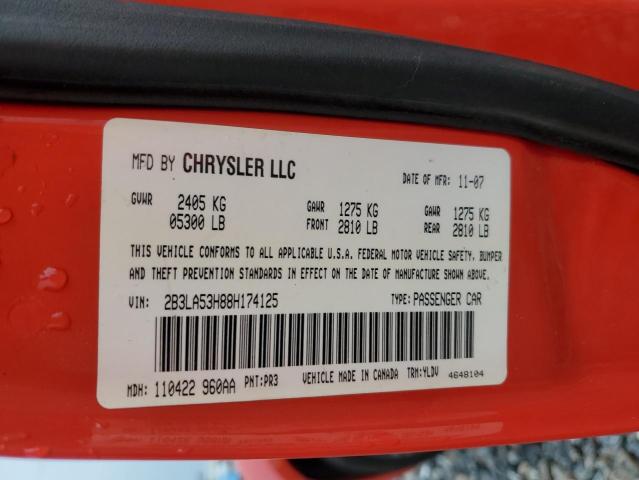 MFD BY CHRYSLER LLC DATE OF MFR: 11-07
GVWR 2405 KG GAWR 1275 KG GAWR 1275 KG
05300 LB FRONT 2810 LB REAR 2810 LB
THIS VEHICLE CONFORMS TO ALL APPLICABLE U.S.A. FEDERAL MOTOR VEHICLE SAFETY, BUMPER
AND THEFT PREVENTION STANDARDS IN EFFECT ON THE DATE OF MANUFACTURE SHOWN ABOVE.
VIN: 2B3LA53H88H174125 TYPE: PASSENGER CAR
MDH: 110422 960AA PNT: PR3 VEHICLE MADE IN CANADA TRM: YLDV 4648104